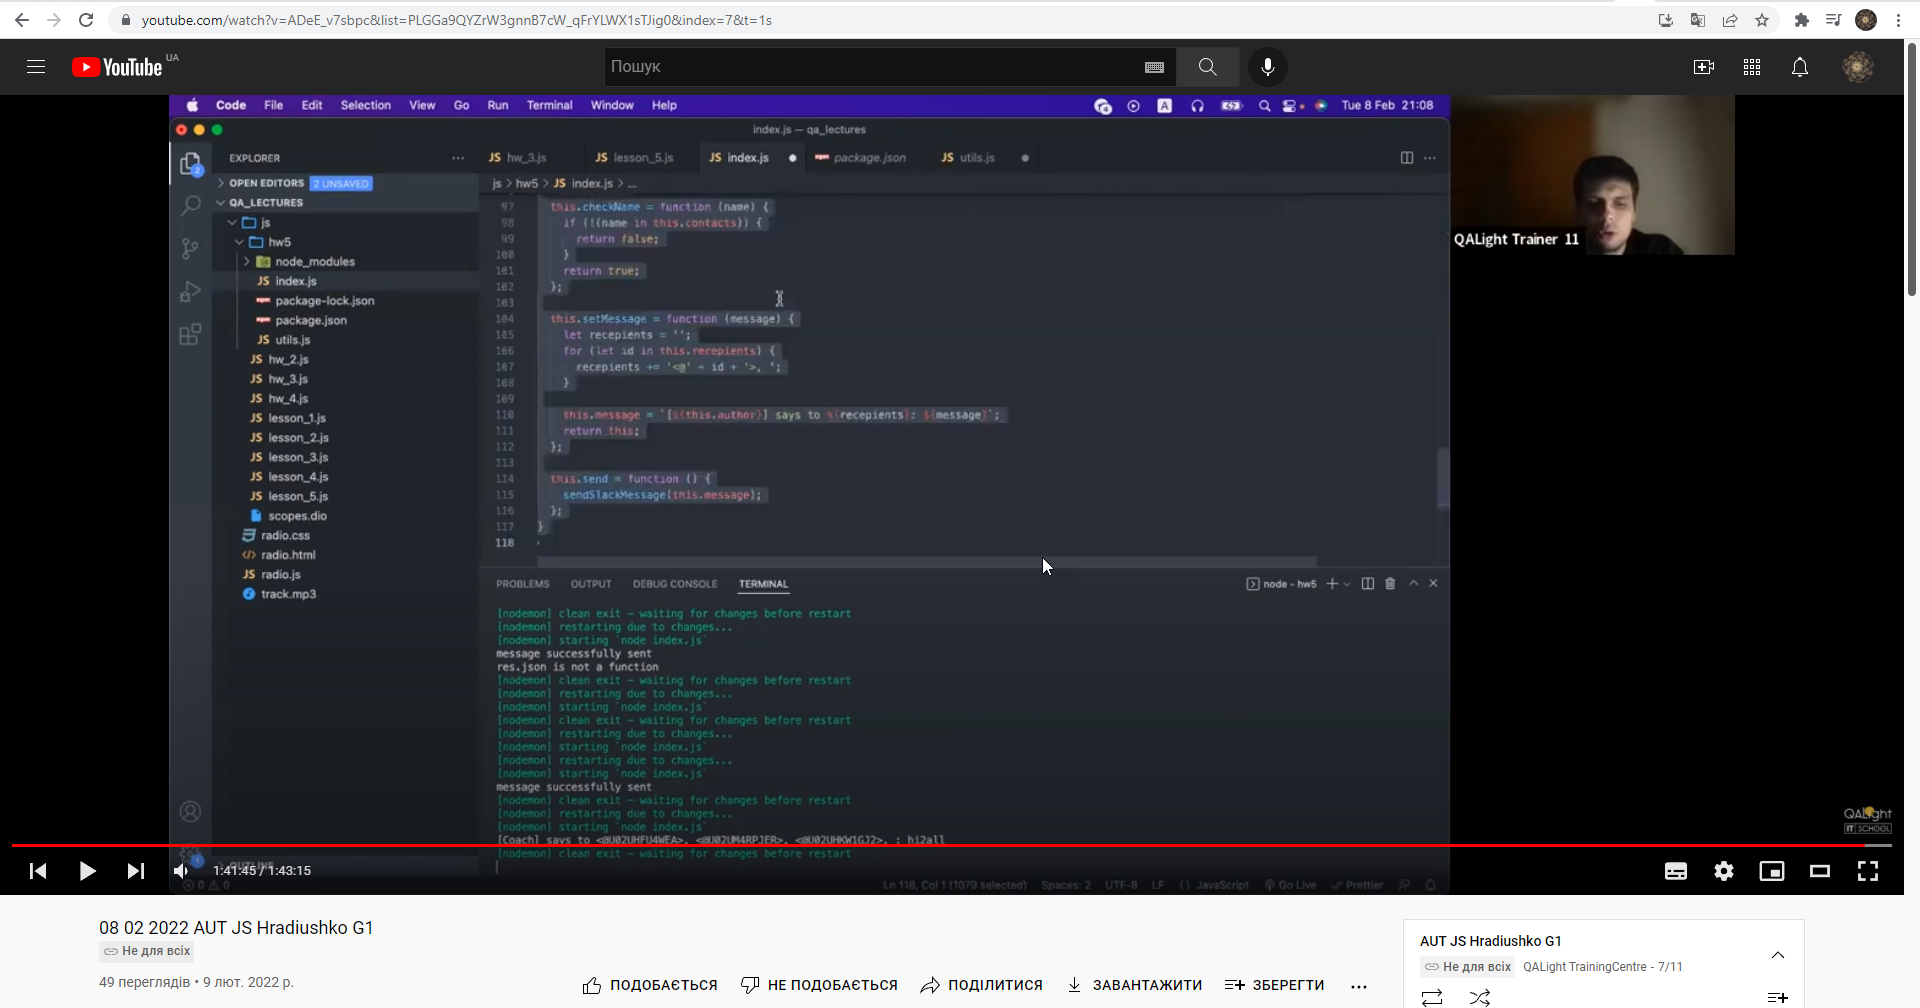 youtube.com/watch?v=ADeE_v7sbpc&list=PLGGa9QYZrW3gnnB7cW_qFrYLWX1sTJig0&index=7&t=1s
YouTube UA
Пошук
Code File Edit Selection View Go Run Terminal Window Help
A
Tue 8 Feb 21:08
index.js — qa_lectures
EXPLORER
JS hw_3.js
JS lesson_5.js
JS index.js
package.json
JS utils.js
OPEN EDITORS 2 UNSAVED
js > hw5 > JS index.js > ...
QA_LECTURES
js
hw5
node_modules
JS index.js
package-lock.json
package.json
JS utils.js
JS hw_2.js
JS hw_3.js
JS hw_4.js
JS lesson_1.js
JS lesson_2.js
JS lesson_3.js
JS lesson_4.js
JS lesson_5.js
scopes.dio
radio.css
radio.html
JS radio.js
track.mp3
OUTLINE
97 this.checkName = function (name) {
98 if (!(name in this.contacts)) {
99 return false;
100 }
101 return true;
102 };
103
104 this.setMessage = function (message) {
105 let recepients = '';
106 for (let id in this.recepients) {
107 recepients += '<@' + id + '>, ';
108 }
109
110 this.message = `[${this.author}] says to ${recepients}: ${message}`;
111 return this;
112 };
113
114 this.send = function () {
115 sendSlackMessage(this.message);
116 };
117 }
118
PROBLEMS OUTPUT DEBUG CONSOLE TERMINAL
node - hw5
[nodemon] clean exit - waiting for changes before restart
[nodemon] restarting due to changes...
[nodemon] starting `node index.js`
message successfully sent
res.json is not a function
[nodemon] clean exit - waiting for changes before restart
[nodemon] restarting due to changes...
[nodemon] starting `node index.js`
[nodemon] clean exit - waiting for changes before restart
[nodemon] restarting due to changes...
[nodemon] starting `node index.js`
[nodemon] restarting due to changes...
[nodemon] starting `node index.js`
message successfully sent
[nodemon] clean exit - waiting for changes before restart
[nodemon] restarting due to changes...
[nodemon] starting `node index.js`
[Coach] says to <@U02UHFU4WEA>, <@U02UM4RPJER>, <@U02UHKW1GJ2>, : hi2all
[nodemon] clean exit - waiting for changes before restart
0 0
Ln 118, Col 1 (1079 selected) Spaces: 2 UTF-8 LF {} JavaScript Go Live Prettier
QALight Trainer 11
QALight
IT SCHOOL
1:41:45 / 1:43:15
08 02 2022 AUT JS Hradiushko G1
Не для всіх
49 переглядів • 9 лют. 2022 р.
ПОДОБАЄТЬСЯ НЕ ПОДОБАЄТЬСЯ ПОДІЛИТИСЯ ЗАВАНТАЖИТИ ЗБЕРЕГТИ
AUT JS Hradiushko G1
Не для всіх QALight TrainingCentre - 7/11